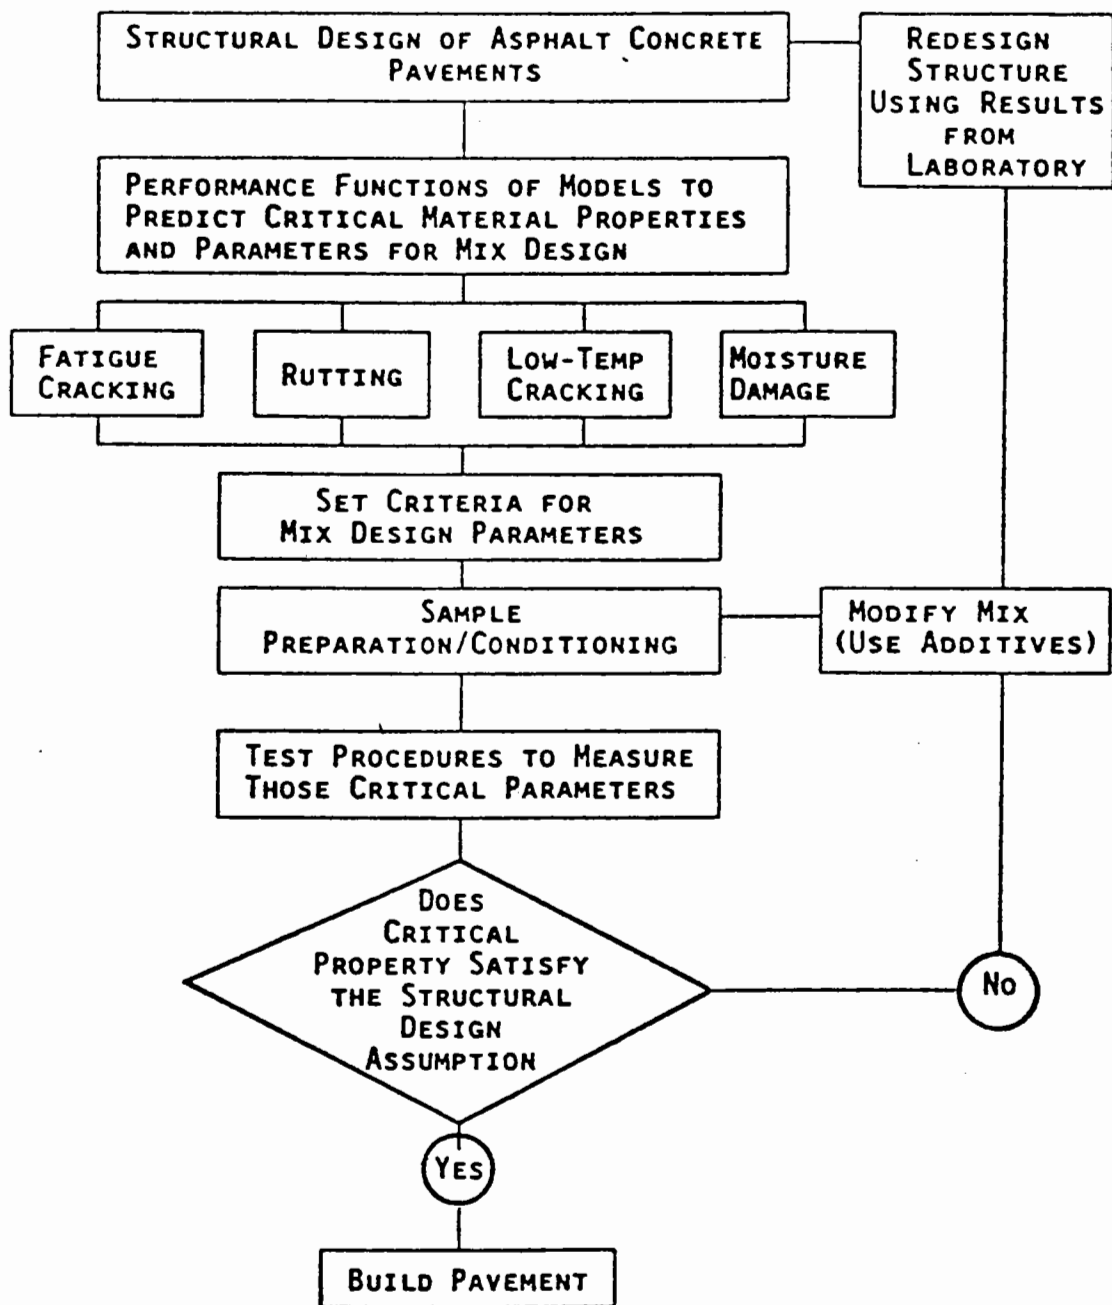 STRUCTURAL DESIGN OF ASPHALT CONCRETE
PAVEMENTS
REDESIGN
STRUCTURE
USING RESULTS
FROM
LABORATORY
PERFORMANCE FUNCTIONS OF MODELS TO
PREDICT CRITICAL MATERIAL PROPERTIES
AND PARAMETERS FOR MIX DESIGN
FATIGUE
CRACKING
RUTTING
LOW-TEMP
CRACKING
MOISTURE
DAMAGE
SET CRITERIA FOR
MIX DESIGN PARAMETERS
SAMPLE
PREPARATION/CONDITIONING
MODIFY MIX
(USE ADDITIVES)
TEST PROCEDURES TO MEASURE
THOSE CRITICAL PARAMETERS
DOES
CRITICAL
PROPERTY SATISFY
THE STRUCTURAL
DESIGN
ASSUMPTION
NO
YES
BUILD PAVEMENT